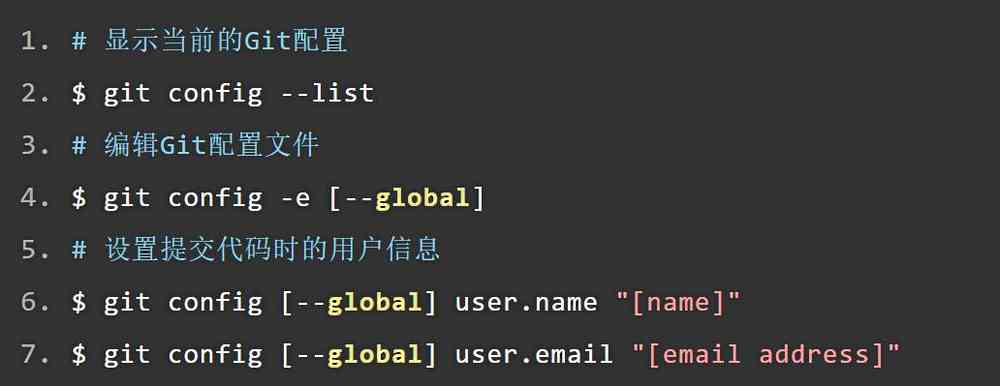 1. # 显示当前的Git配置
2. $ git config --list
3. # 编辑Git配置文件
4. $ git config -e [--global]
5. # 设置提交代码时的用户信息
6. $ git config [--global] user.name "[name]"
7. $ git config [--global] user.email "[email address]"